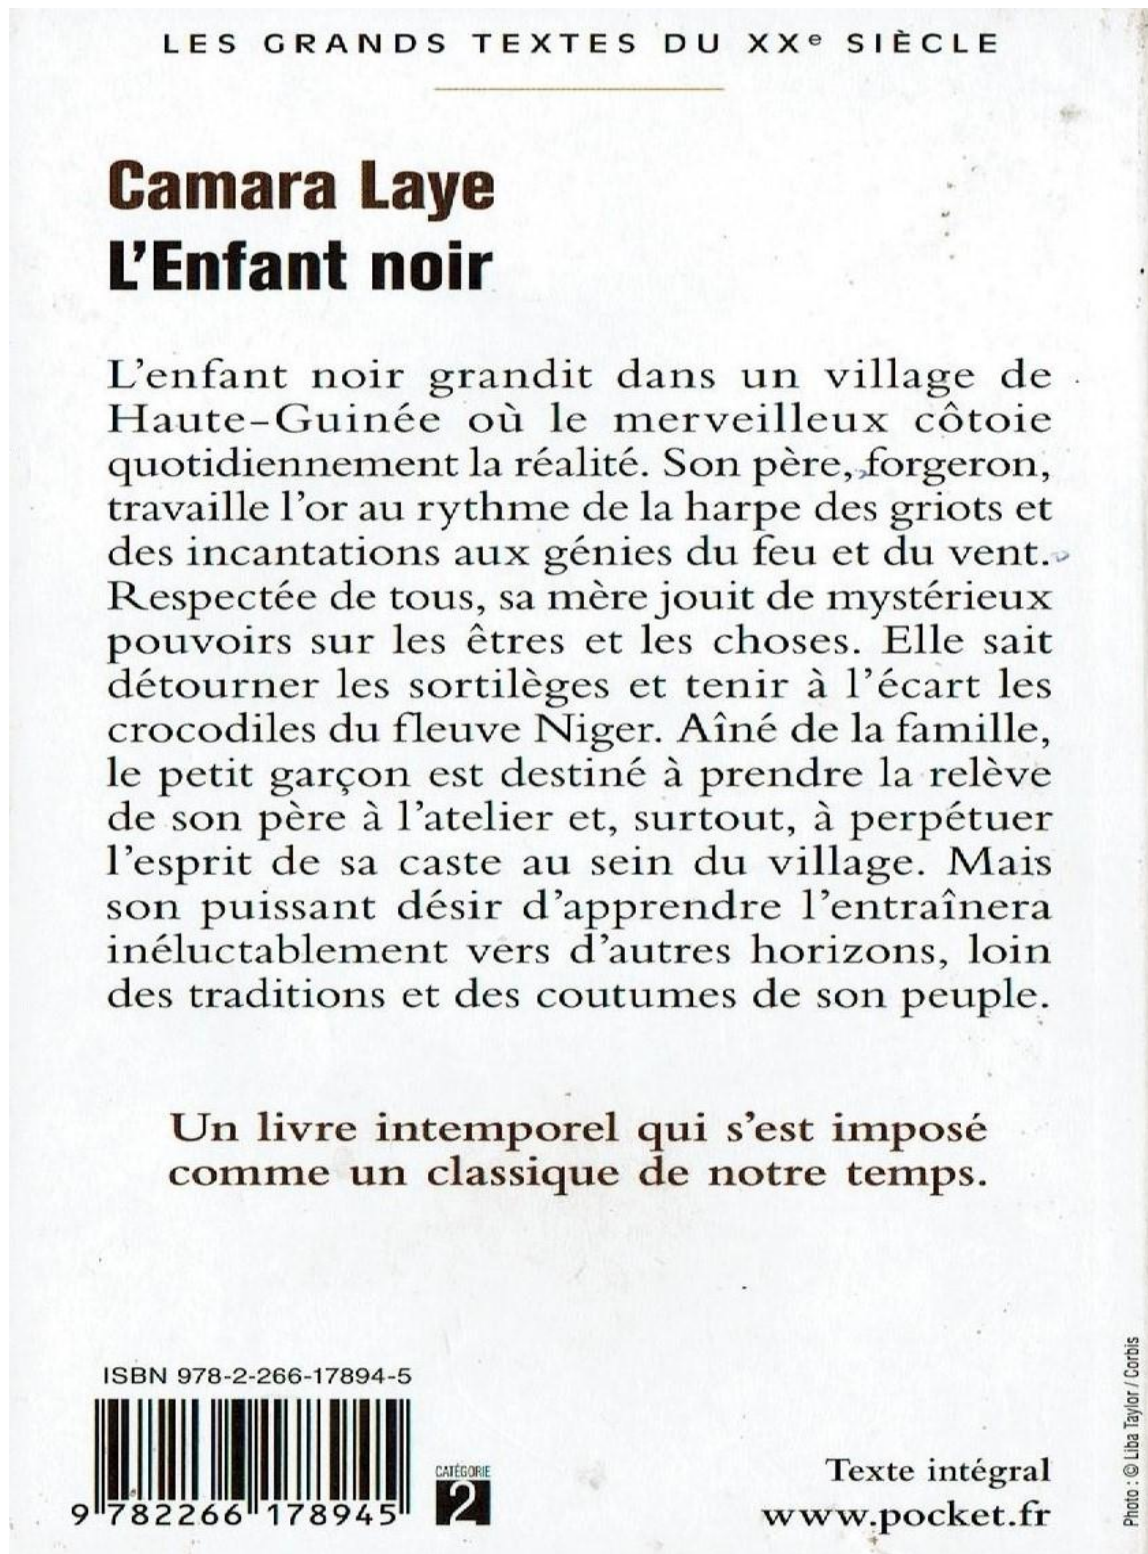 LES GRANDS TEXTES DU XXe SIÈCLE
Camara Laye
L'Enfant noir
L'enfant noir grandit dans un village de
Haute-Guinée où le merveilleux côtoie
quotidiennement la réalité. Son père, forgeron,
travaille l'or au rythme de la harpe des griots et
des incantations aux génies du feu et du vent.
Respectée de tous, sa mère jouit de mystérieux
pouvoirs sur les êtres et les choses. Elle sait
détourner les sortilèges et tenir à l'écart les
crocodiles du fleuve Niger. Aîné de la famille,
le petit garçon est destiné à prendre la relève
de son père à l'atelier et, surtout, à perpétuer
l'esprit de sa caste au sein du village. Mais
son puissant désir d'apprendre l'entraînera
inéluctablement vers d'autres horizons, loin
des traditions et des coutumes de son peuple.
Un livre intemporel qui s'est imposé
comme un classique de notre temps.
ISBN 978-2-266-17894-5
9 782266 178945
CATÉGORIE
2
Texte intégral
www.pocket.fr
Photo : © Liba Taylor / Corbis